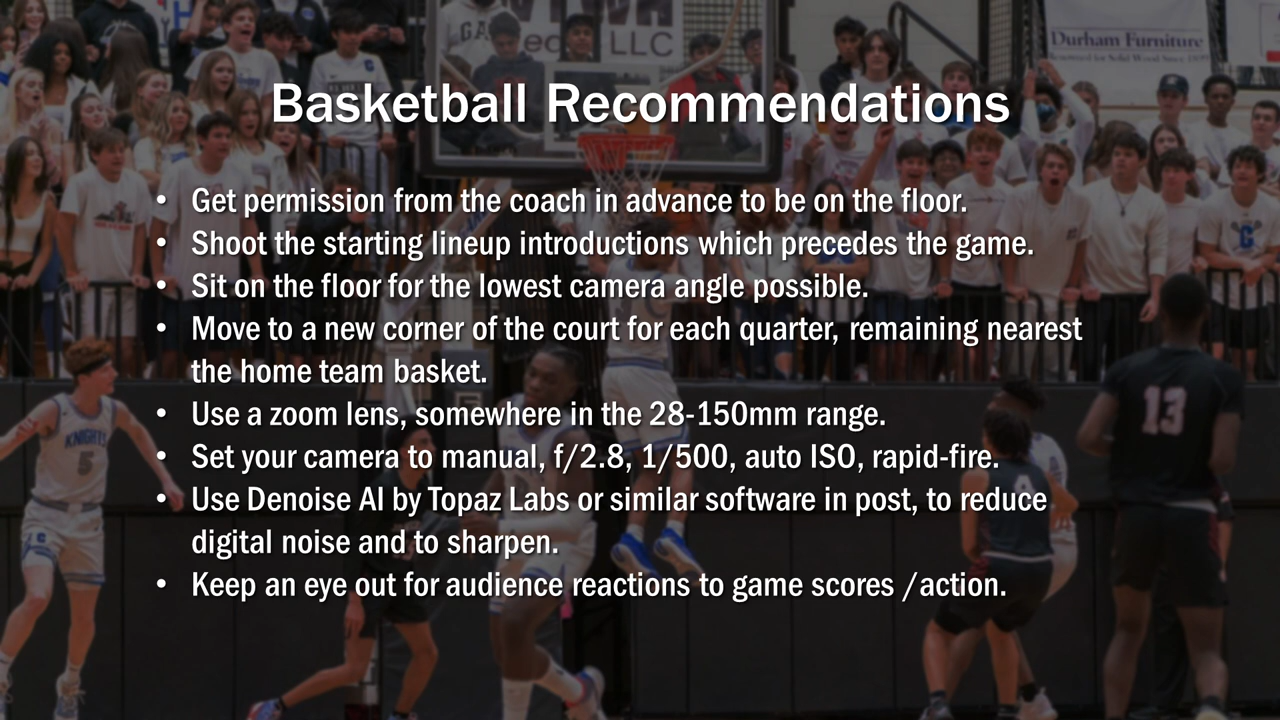 GA
LLC
Durham Furniture
Basketball Recommendations
• Get permission from the coach in advance to be on the floor.
• Shoot the starting lineup introductions which precedes the game.
• Sit on the floor for the lowest camera angle possible.
• Move to a new corner of the court for each quarter, remaining nearest
the home team basket.
• Use a zoom lens, somewhere in the 28-150mm range.
• Set your camera to manual, f/2.8, 1/500, auto ISO, rapid-fire.
• Use Denoise AI by Topaz Labs or similar software in post, to reduce
digital noise and to sharpen.
• Keep an eye out for audience reactions to game scores /action.
KNIGHTS
5
13
C